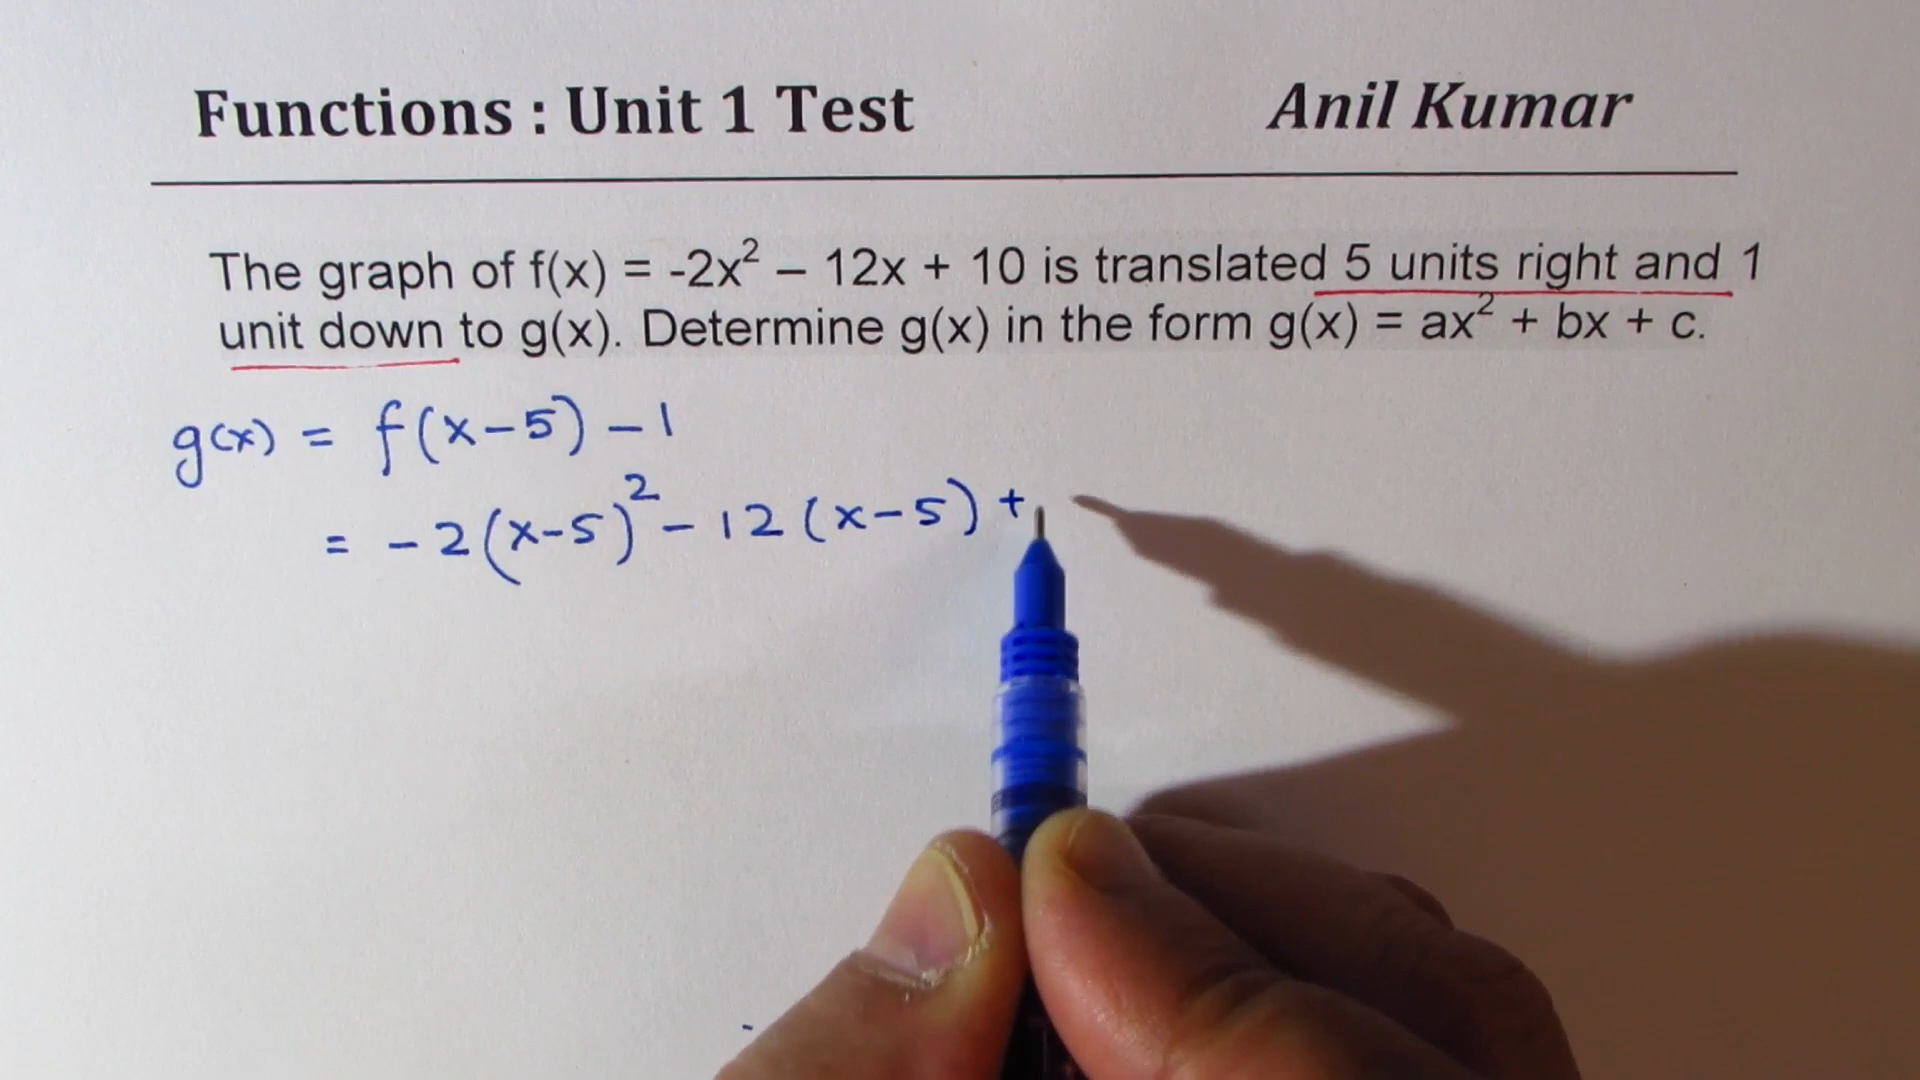 Functions : Unit 1 Test
Anil Kumar
The graph of f(x) = -2x² – 12x + 10 is translated 5 units right and 1
unit down to g(x). Determine g(x) in the form g(x) = ax² + bx + c.
g(x) = f(x-5) -1
= -2(x-5)² - 12(x-5) +